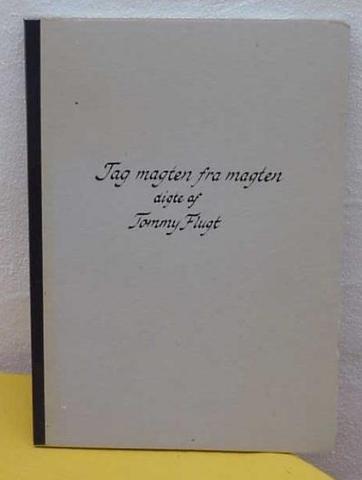 Tag magten fra magten
digte af
Tommy Flugt